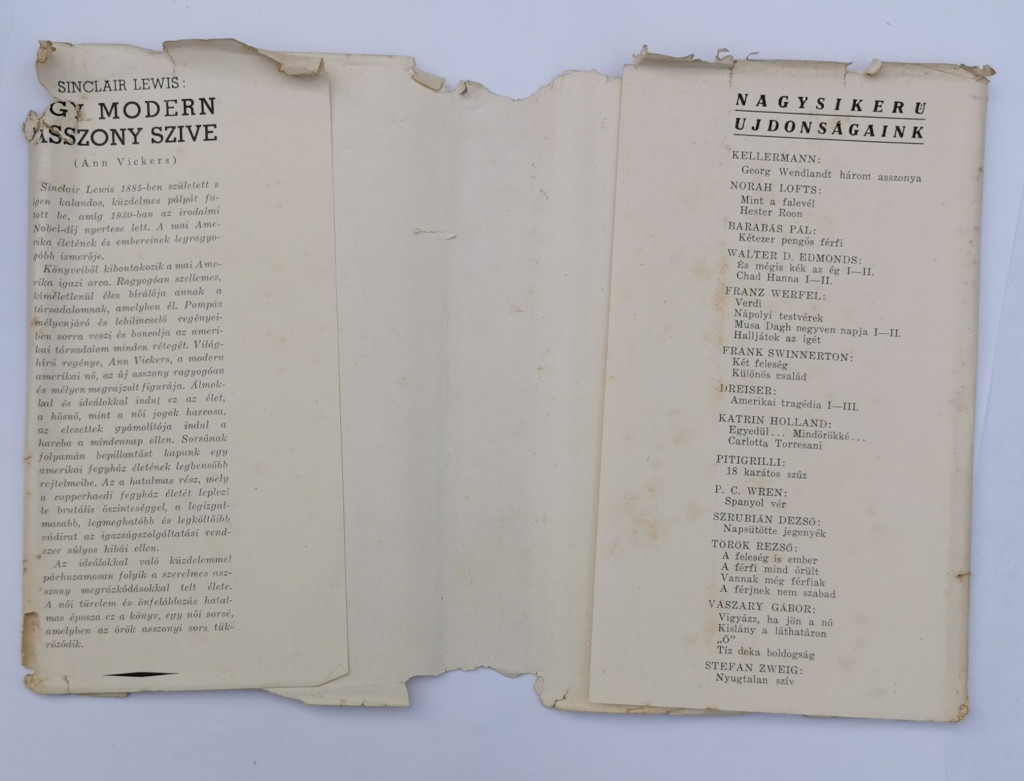 SINCLAIR LEWIS:
GY MODERN
ASSZONY SZIVE
(Ann Vickers)
Sinclair Lewis 1885-ben született s
igen kalandos, küzdelmes pályát fu-
tott be, amíg 1930-ban az irodalmi
Nobel-díj nyertese lett. A mai Ame-
rika életének és embereinek legragyo-
góbb ismerője.
Könyveiből kibontakozik a mai Ame-
rika igazi arca. Ragyogóan szellemes,
kíméletlenül éles bírálója annak a
társadalomnak, amelyben él. Pompás
mélyenjáró és lebilincselő regényei-
ben sorra veszi és boncolja az ameri-
kai társadalom minden rétegét. Világ-
hírű regénye, Ann Vickers, a modern
amerikai nő, az új asszony ragyogóan
és mélyen megrajzolt figurája. Álmok-
kal és ideálokkal indul ez az élet,
a hősnő, mint a női jogok harcosa,
az elesettek gyámolítója indul a
harcba a mindennap ellen. Sorsának
folyamán bepillantást kapunk egy
amerikai fegyház életének legbensőbb
rejtelmeibe. Az a hatalmas rész, mely
a copperhaedi fegyház életét leplezi
le brutális őszinteséggel, a legizgal-
masabb, legmeghatóbb és legköltőibb
vádirat az igazságszolgáltatási rend-
szer súlyos hibái ellen.
Az ideálokkal való küzdelemmel
párhuzamosan folyik a szerelmes asz-
szony megrázkódásokkal telt élete.
A női türelem és önfeláldozás hatal-
mas éposza ez a könyv, egy női sorsé,
amelyben az örök asszonyi sors tük-
röződik.
NAGYSIKERÜ
UJDONSÁGAINK
KELLERMANN:
Georg Wendlandt három asszonya
NORAH LOFTS:
Mint a falevél
Hester Roon
BARABÁS PÁL:
Kétezer pengős férfi
WALTER D. EDMONDS:
És mégis kék az ég I—II.
Chad Hanna I—II.
FRANZ WERFEL:
Verdi
Nápolyi testvérek
Musa Dagh negyven napja I—II.
Halljátok az igét
FRANK SWINNERTON:
Két feleség
Különös család
DREISER:
Amerikai tragédia I—III.
KATRIN HOLLAND:
Egyedül... Mindörökké...
Carlotta Torresani
PITIGRILLI:
18 karátos szűz
P. C. WREN:
Spanyol vér
SZRUBIÁN DEZSŐ:
Napsütötte jegenyék
TÖRÖK REZSŐ:
A feleség is ember
A férfi mind őrült
Vannak még férfiak
A férjnek nem szabad
VASZARY GÁBOR:
Vigyázz, ha jön a nő
Kislány a láthatáron
„Ő"
Tíz deka boldogság
STEFAN ZWEIG:
Nyugtalan szív